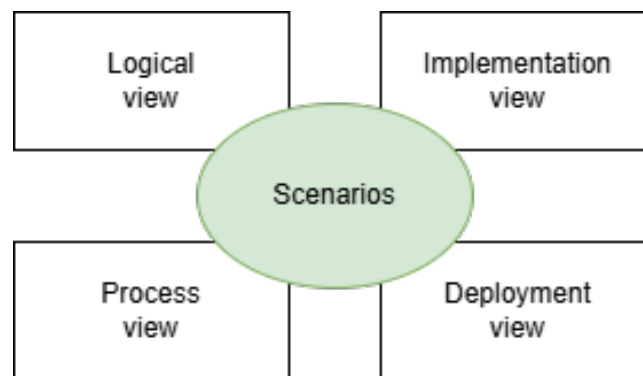 Logical
view
Implementation
view
Scenarios
Process
view
Deployment
view